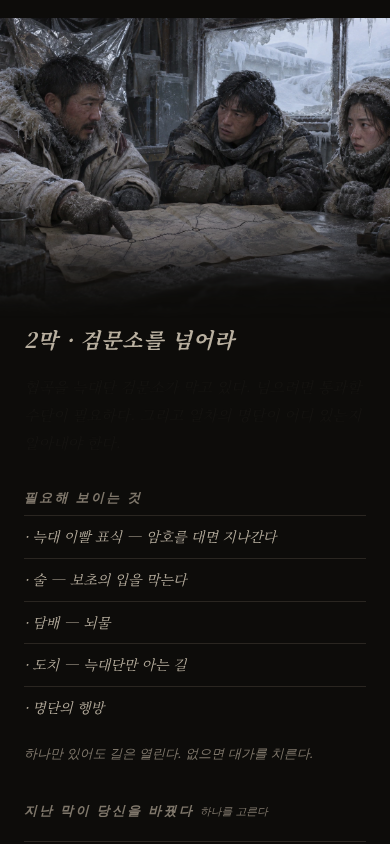 2막 · 검문소를 넘어라
필요해 보이는 것
· 늑대 이빨 표식 — 암호를 대면 지나간다
· 술 — 보초의 입을 막는다
· 담배 — 뇌물
· 도치 — 늑대단만 아는 길
· 명단의 행방
하나만 있어도 길은 열린다. 없으면 대가를 치른다.
지난 막이 당신을 바꿨다 하나를 고른다